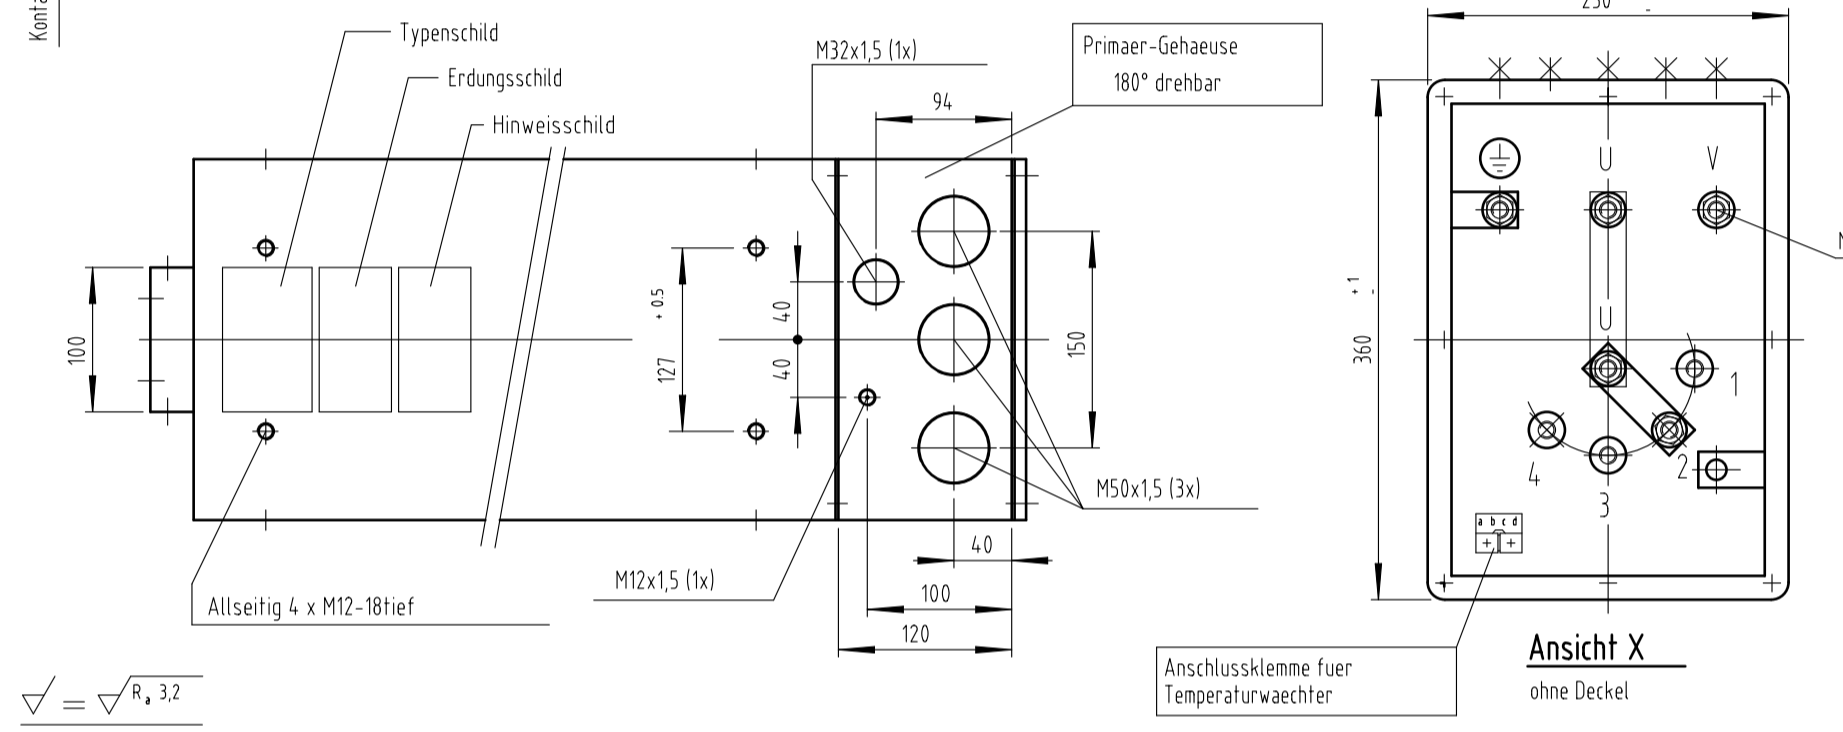 Typenschild
Erdungsschild
Hinweisschild
M32x1,5 (1x)
Primaer-Gehaeuse
180° drehbar
94
100
127 + 0.5
40
40
150
M50x1,5 (3x)
40
100
120
M12x1,5 (1x)
Allseitig 4 x M12-18tief
Ra 3,2
360 + 1 -
U
V
U
1
2
3
4
a b c d
+ +
Anschlussklemme fuer
Temperaturwaechter
Ansicht X
ohne Deckel